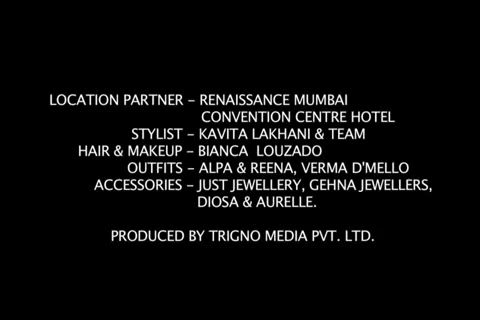 LOCATION PARTNER – RENAISSANCE MUMBAI
CONVENTION CENTRE HOTEL
STYLIST – KAVITA LAKHANI & TEAM
HAIR & MAKEUP – BIANCA LOUZADO
OUTFITS – ALPA & REENA, VERMA D'MELLO
ACCESSORIES – JUST JEWELLERY, GEHNA JEWELLERS,
DIOSA & AURELLE.
PRODUCED BY TRIGNO MEDIA PVT. LTD.